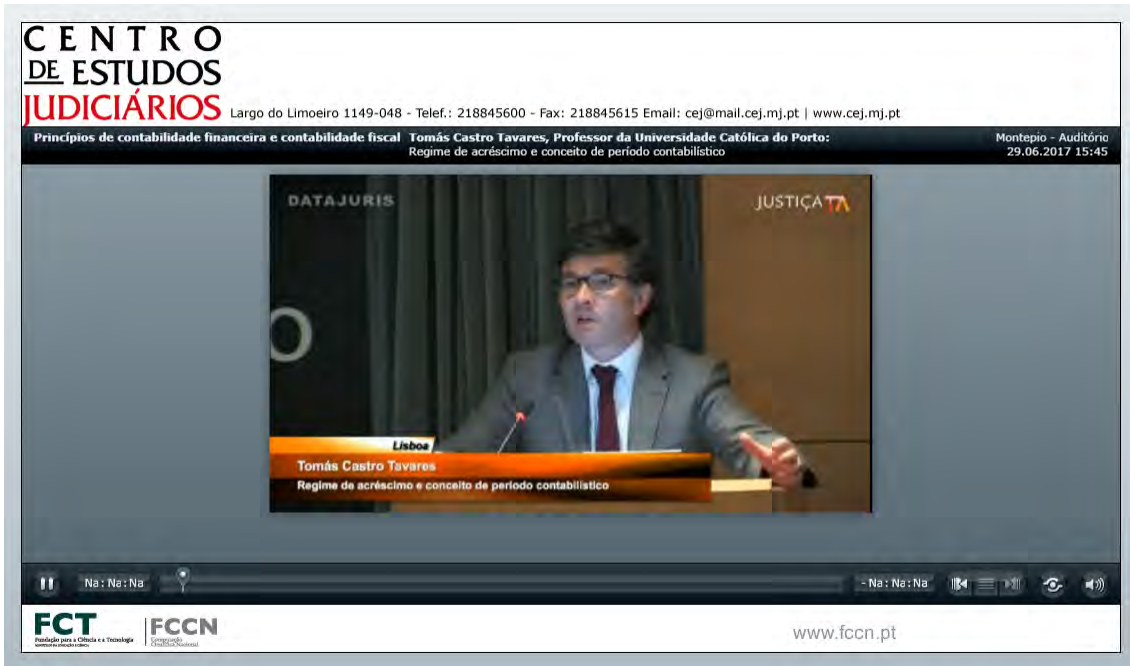 CENTRO
DE ESTUDOS
JUDICIÁRIOS
Largo do Limoeiro 1149-048 - Telef.: 218845600 - Fax: 218845615 Email: cej@mail.cej.mj.pt | www.cej.mj.pt
Princípios de contabilidade financeira e contabilidade fiscal
Tomás Castro Tavares, Professor da Universidade Católica do Porto:
Regime de acréscimo e conceito de período contabilístico
Montepio - Auditório
29.06.2017 15:45
DATAJURIS
JUSTIÇA TV
O
Lisboa
Tomás Castro Tavares
Regime de acréscimo e conceito de período contabilístico
Na:Na:Na
-Na:Na:Na
FCT
Fundação para a Ciência e a Tecnologia
FCCN
www.fccn.pt